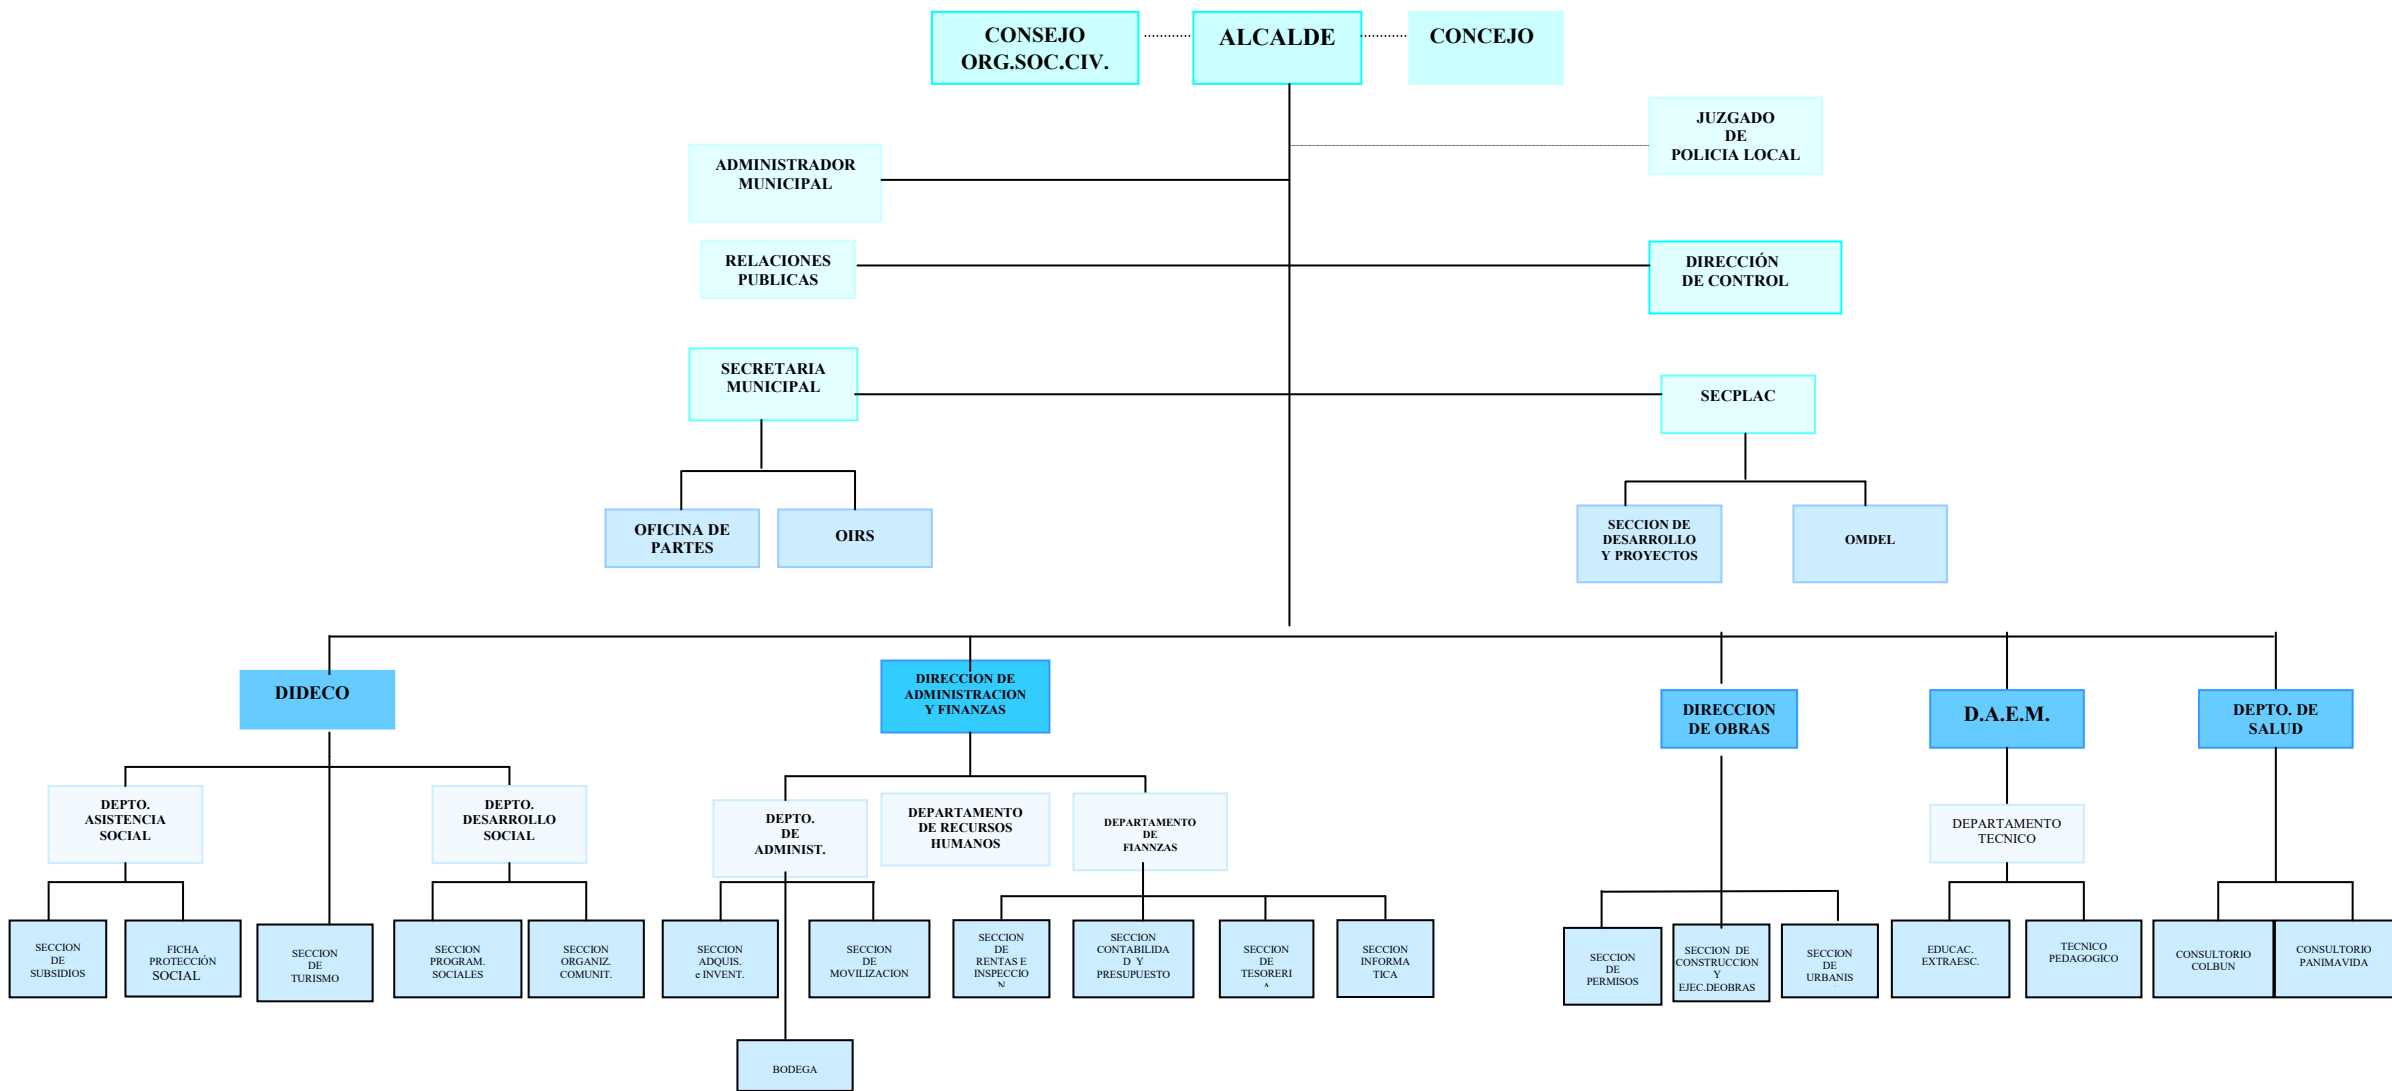 CONSEJO
ORG.SOC.CIV.
ALCALDE
CONCEJO
JUZGADO
DE
POLICIA LOCAL
ADMINISTRADOR
MUNICIPAL
RELACIONES
PUBLICAS
DIRECCIÓN
DE CONTROL
SECRETARIA
MUNICIPAL
SECPLAC
OFICINA DE
PARTES
OIRS
SECCION DE
DESARROLLO
Y PROYECTOS
OMDEL
DIDECO
DIRECCION DE
ADMINISTRACION
Y FINANZAS
DIRECCION
DE OBRAS
D.A.E.M.
DEPTO. DE
SALUD
DEPTO.
ASISTENCIA
SOCIAL
DEPTO.
DESARROLLO
SOCIAL
DEPTO.
DE
ADMINIST.
DEPARTAMENTO
DE RECURSOS
HUMANOS
DEPARTAMENTO
DE
FIANNZAS
DEPARTAMENTO
TECNICO
SECCION
DE
SUBSIDIOS
FICHA
PROTECCIÓN
SOCIAL
SECCION
DE
TURISMO
SECCION
PROGRAM.
SOCIALES
SECCION
ORGANIZ.
COMUNIT.
SECCION
ADQUIS.
e INVENT.
SECCION
DE
MOVILIZACION
SECCION
DE
RENTAS E
INSPECCIO
N
SECCION
CONTABILIDA
D Y
PRESUPUESTO
SECCION
DE
TESORERI
A
SECCION
INFORMA
TICA
SECCION
DE
PERMISOS
SECCION DE
CONSTRUCCION
Y
EJEC.DEOBRAS
SECCION
DE
URBANIS
EDUCAC.
EXTRAESC.
TECNICO
PEDAGOGICO
CONSULTORIO
COLBUN
CONSULTORIO
PANIMAVIDA
BODEGA